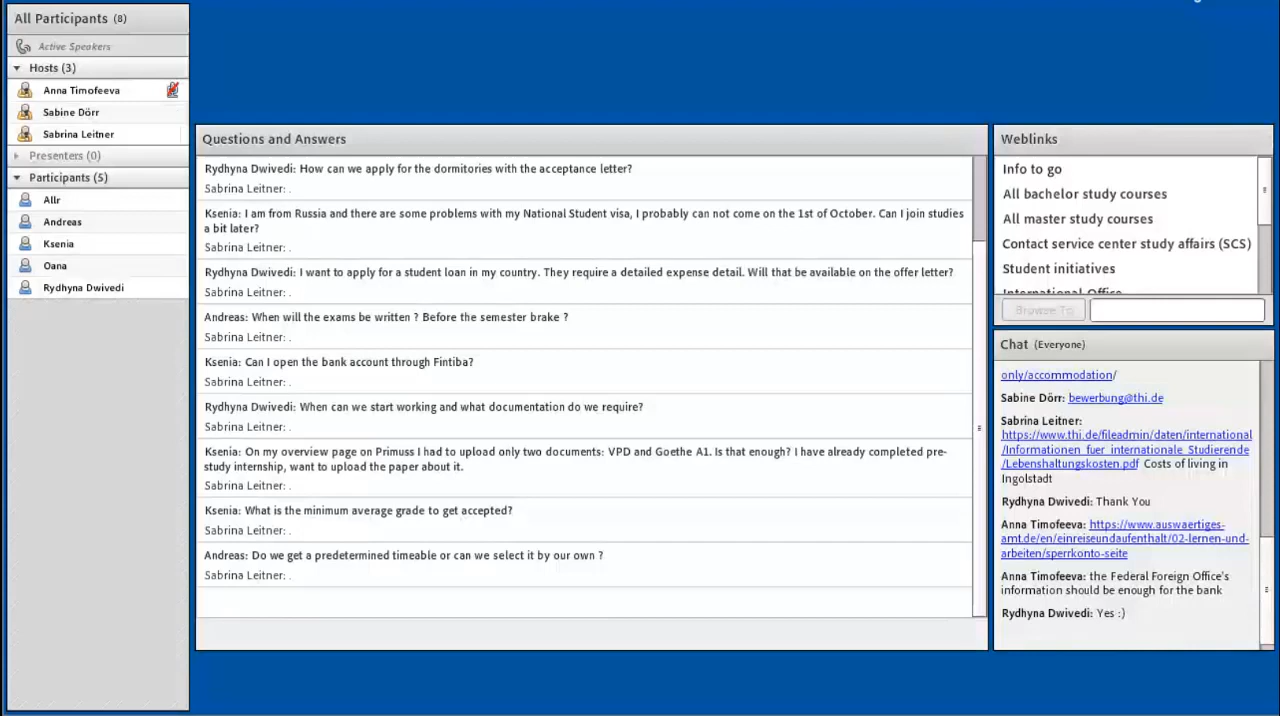 All Participants (8)
Active Speakers
Hosts (3)
Anna Timofeeva
Sabine Dörr
Sabrina Leitner
Presenters (0)
Participants (5)
Allr
Andreas
Ksenia
Oana
Rydhyna Dwivedi
Questions and Answers
Rydhyna Dwivedi: How can we apply for the dormitories with the acceptance letter?
Sabrina Leitner: .
Ksenia: I am from Russia and there are some problems with my National Student visa, I probably can not come on the 1st of October. Can I join studies
a bit later?
Sabrina Leitner: .
Rydhyna Dwivedi: I want to apply for a student loan in my country. They require a detailed expense detail. Will that be available on the offer letter?
Sabrina Leitner: .
Andreas: When will the exams be written ? Before the semester brake ?
Sabrina Leitner: .
Ksenia: Can I open the bank account through Fintiba?
Sabrina Leitner: .
Rydhyna Dwivedi: When can we start working and what documentation do we require?
Sabrina Leitner: .
Ksenia: On my overview page on Primuss I had to upload only two documents: VPD and Goethe A1. Is that enough? I have already completed pre-
study internship, want to upload the paper about it.
Sabrina Leitner: .
Ksenia: What is the minimum average grade to get accepted?
Sabrina Leitner: .
Andreas: Do we get a predetermined timeable or can we select it by our own ?
Sabrina Leitner: .
Weblinks
Info to go
All bachelor study courses
All master study courses
Contact service center study affairs (SCS)
Student initiatives
International Office
Browse To
Chat (Everyone)
only/accommodation/
Sabine Dörr: bewerbung@thi.de
Sabrina Leitner:
https://www.thi.de/fileadmin/daten/international
/Informationen_fuer_internationale_Studierende
/Lebenshaltungskosten.pdf Costs of living in
Ingolstadt
Rydhyna Dwivedi: Thank You
Anna Timofeeva: https://www.auswaertiges-
amt.de/en/einreiseundaufenthalt/02-lernen-und-
arbeiten/sperrkonto-seite
Anna Timofeeva: the Federal Foreign Office's
information should be enough for the bank
Rydhyna Dwivedi: Yes :)